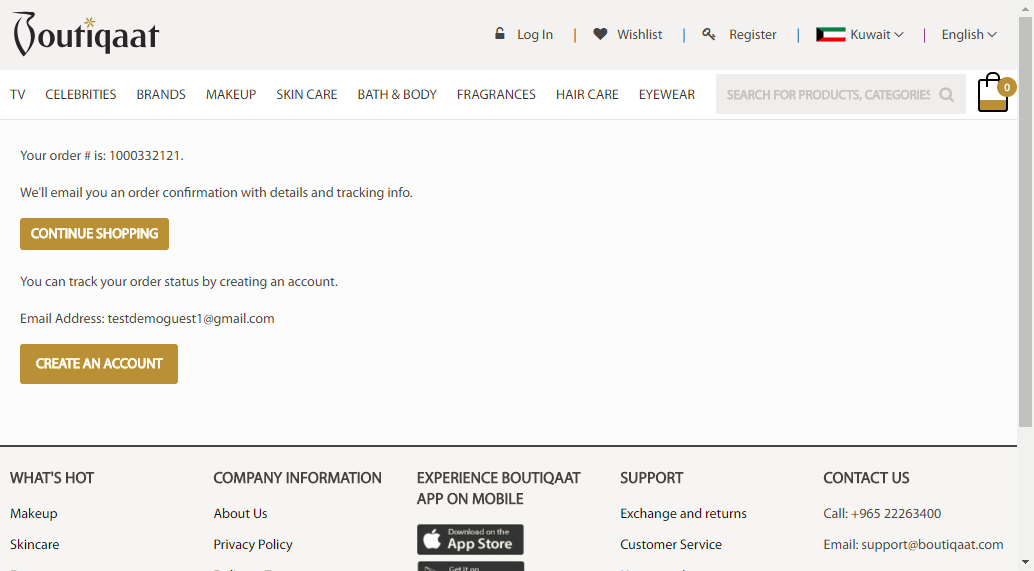 Boutiqaat
Log In | Wishlist | Register | Kuwait | English
TV CELEBRITIES BRANDS MAKEUP SKIN CARE BATH & BODY FRAGRANCES HAIR CARE EYEWEAR SEARCH FOR PRODUCTS, CATEGORIES 0
Your order # is: 1000332121.
We'll email you an order confirmation with details and tracking info.
CONTINUE SHOPPING
You can track your order status by creating an account.
Email Address: testdemoguest1@gmail.com
CREATE AN ACCOUNT
WHAT'S HOT
Makeup
Skincare
COMPANY INFORMATION
About Us
Privacy Policy
EXPERIENCE BOUTIQAAT
APP ON MOBILE
Download on the
App Store
Get it on
SUPPORT
Exchange and returns
Customer Service
CONTACT US
Call: +965 22263400
Email: support@boutiqaat.com